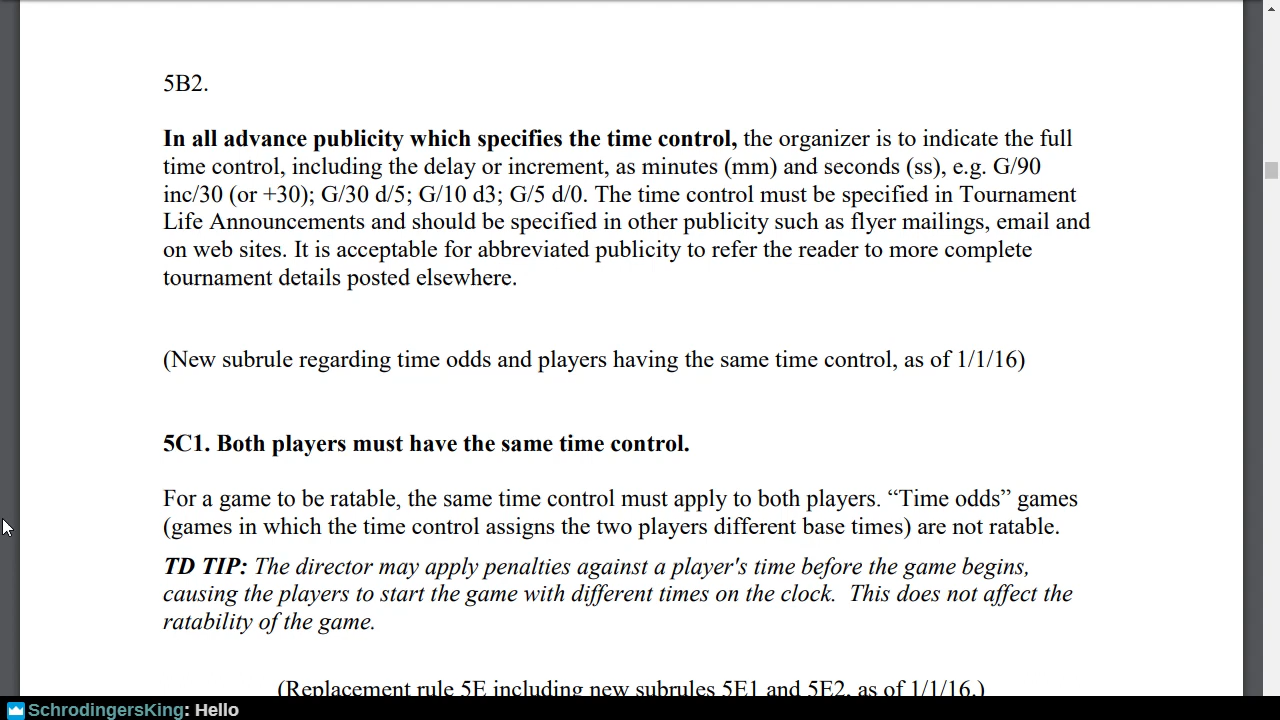 5B2.
In all advance publicity which specifies the time control, the organizer is to indicate the full
time control, including the delay or increment, as minutes (mm) and seconds (ss), e.g. G/90
inc/30 (or +30); G/30 d/5; G/10 d3; G/5 d/0. The time control must be specified in Tournament
Life Announcements and should be specified in other publicity such as flyer mailings, email and
on web sites. It is acceptable for abbreviated publicity to refer the reader to more complete
tournament details posted elsewhere.
(New subrule regarding time odds and players having the same time control, as of 1/1/16)
5C1. Both players must have the same time control.
For a game to be ratable, the same time control must apply to both players. “Time odds” games
(games in which the time control assigns the two players different base times) are not ratable.
TD TIP: The director may apply penalties against a player's time before the game begins,
causing the players to start the game with different times on the clock.  This does not affect the
ratability of the game.
(Replacement rule 5E including new subrules 5E1 and 5E2, as of 1/1/16.)
SchrodingersKing: Hello